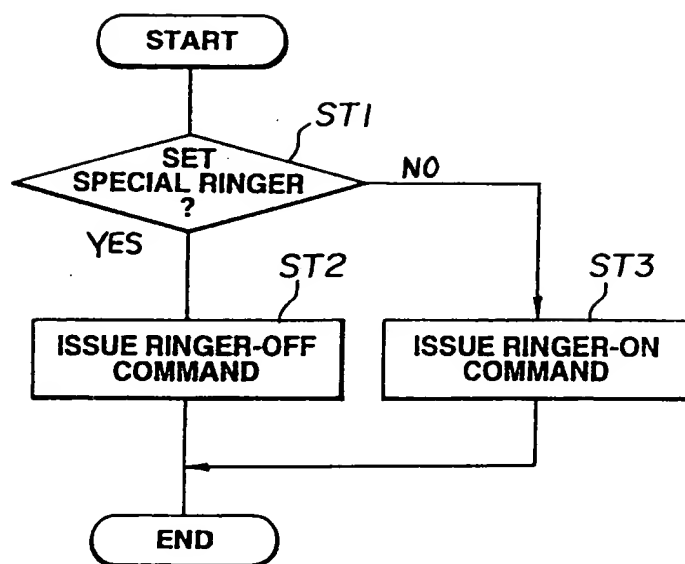 START
ST1
SET
SPECIAL RINGER
?
NO
YES
ST2
ST3
ISSUE RINGER-OFF
COMMAND
ISSUE RINGER-ON
COMMAND
END